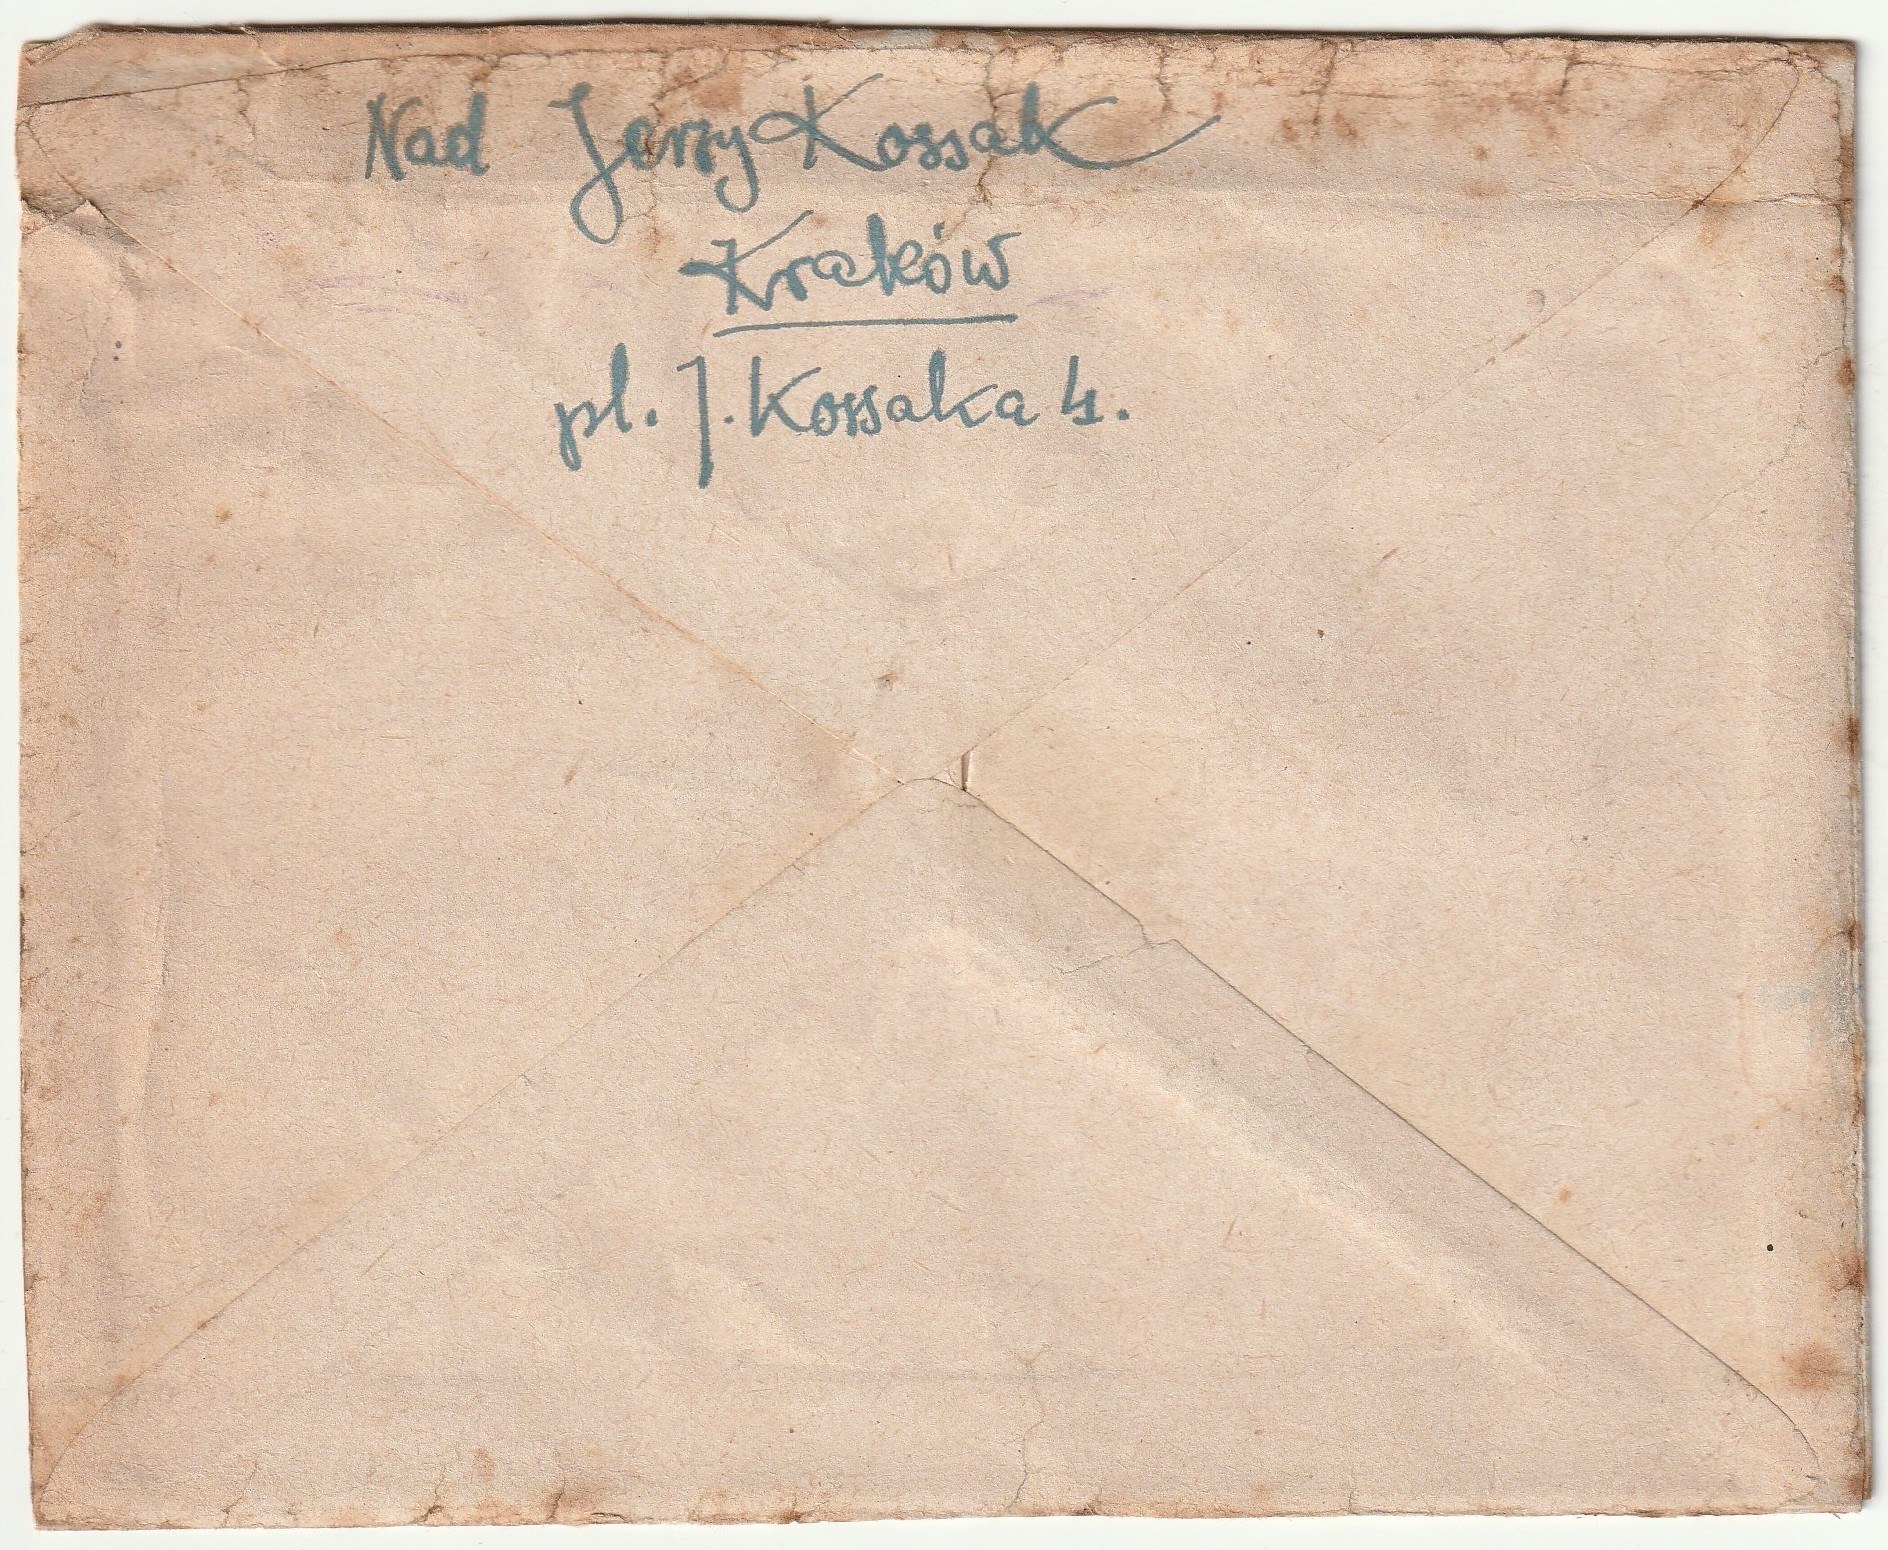 Nad Jerzy Kossak
Kraków
pl. J. Kossaka 4.